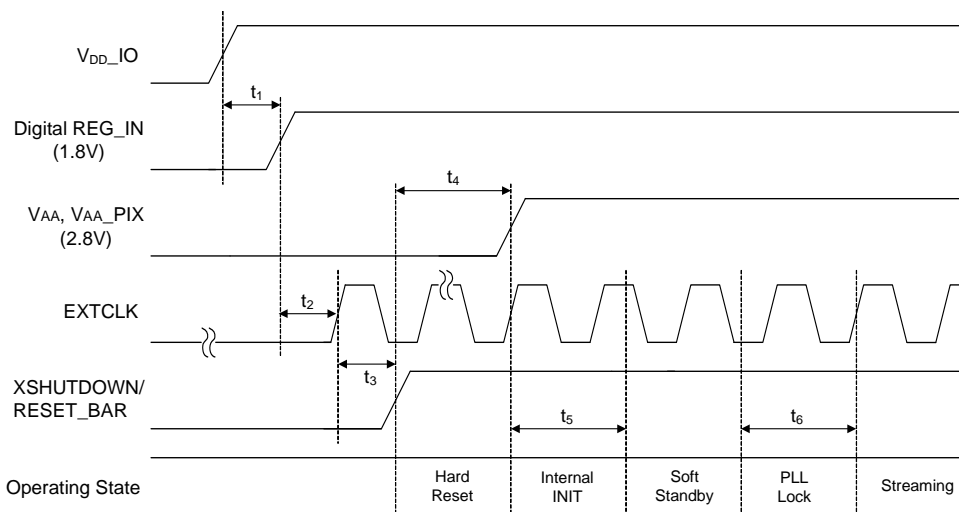 VDD_IO
t1
Digital REG_IN
(1.8V)
t4
VAA, VAA_PIX
(2.8V)
EXTCLK
t2
t3
XSHUTDOWN/
RESET_BAR
t5
t6
Operating State
Hard
Reset
Internal
INIT
Soft
Standby
PLL
Lock
Streaming